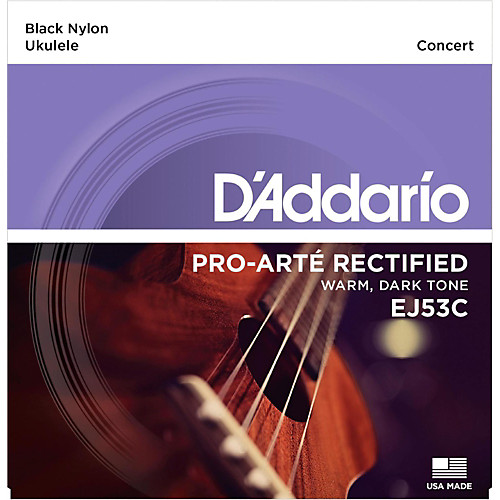 Black Nylon
Ukulele
Concert
D'Addario
PRO-ARTÉ RECTIFIED
WARM, DARK TONE
EJ53C
USA MADE